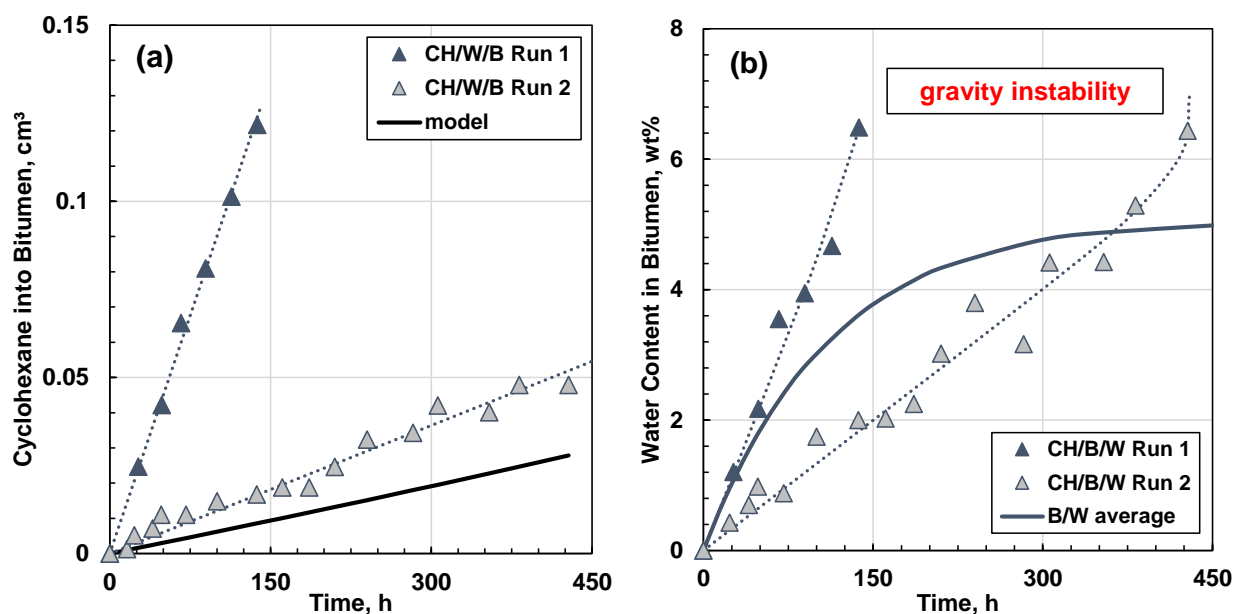 (a)
CH/W/B Run 1
CH/W/B Run 2
model
Cyclohexane into Bitumen, cm³
0.15
0.1
0.05
0
0 150 300 450
Time, h
(b)
gravity instability
CH/B/W Run 1
CH/B/W Run 2
B/W average
Water Content in Bitumen, wt%
8
6
4
2
0
0 150 300 450
Time, h